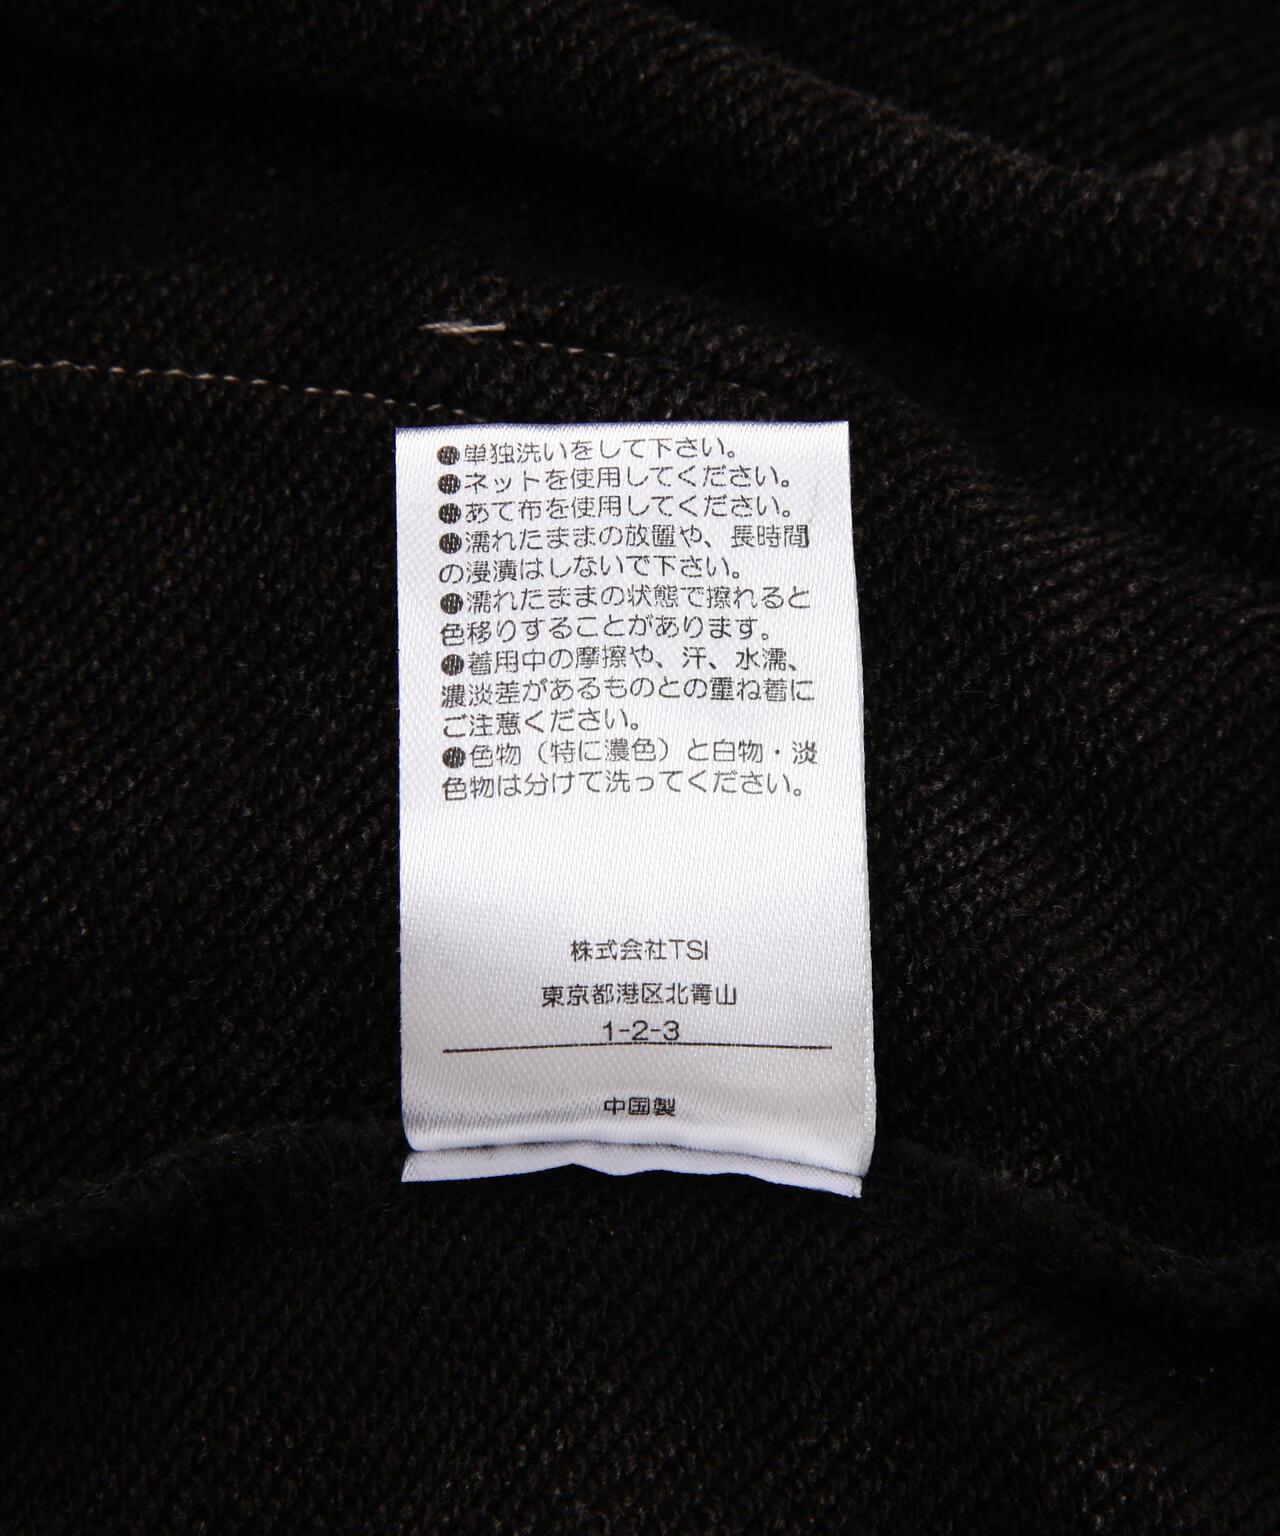 ●単独洗いをして下さい。
●ネットを使用してください。
●あて布を使用してください。
●濡れたままの放置や、長時間
の浸漬はしないで下さい。
●濡れたままの状態で擦れると
色移りすることがあります。
●着用中の摩擦や、汗、水濡、
濃淡差があるものとの重ね着に
ご注意ください。
●色物（特に濃色）と白物・淡
色物は分けて洗ってください。
株式会社TSI
東京都港区北青山
1-2-3
中国製